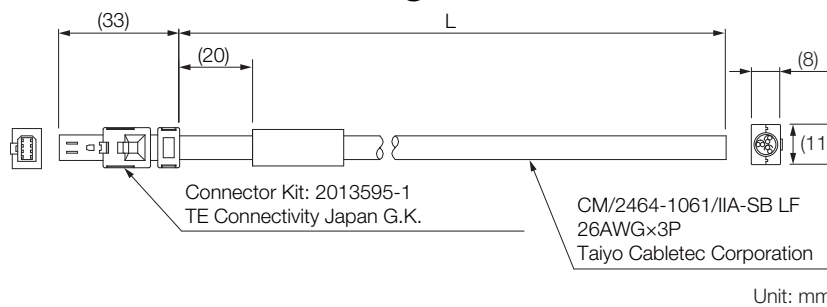 (33)
L
(20)
(8)
(11
Connector Kit: 2013595-1
TE Connectivity Japan G.K.
CM/2464-1061/IIA-SB LF
26AWG×3P
Taiyo Cabletec Corporation
Unit: mm